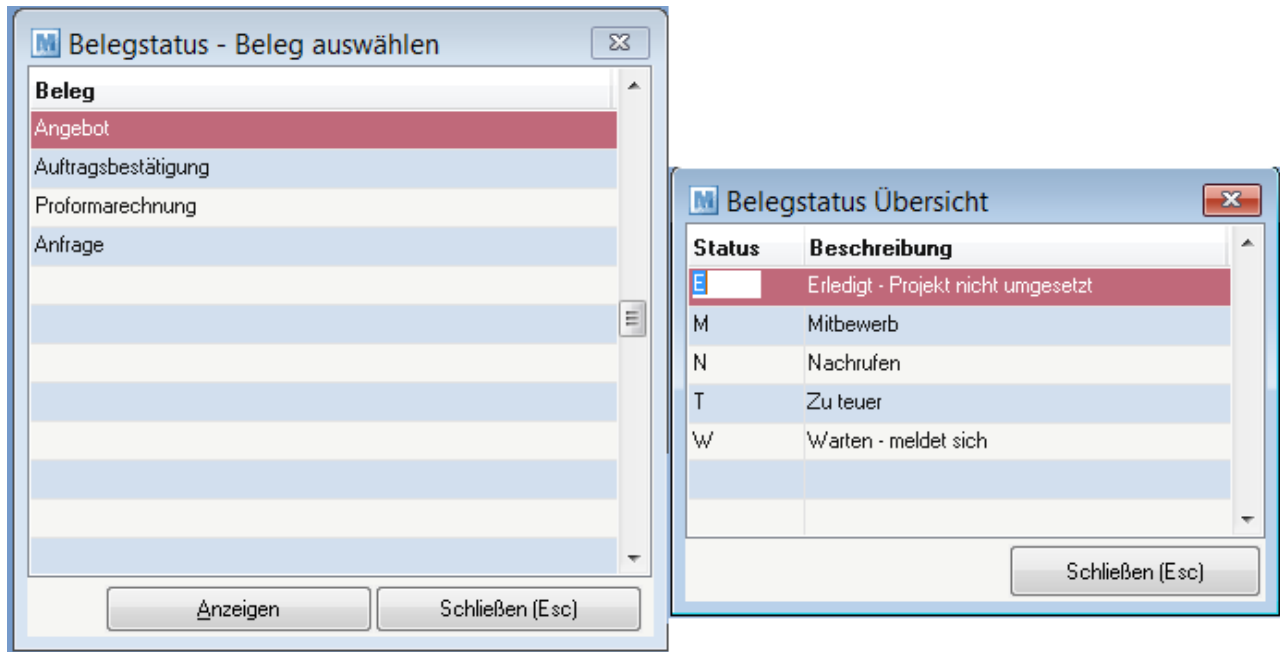 M Belegstatus - Beleg auswählen
Beleg
Angebot
Auftragsbestätigung
Proformarechnung
Anfrage
Anzeigen Schließen (Esc)
M Belegstatus Übersicht
Status Beschreibung
E Erledigt - Projekt nicht umgesetzt
M Mitbewerb
N Nachrufen
T Zu teuer
W Warten - meldet sich
Schließen (Esc)